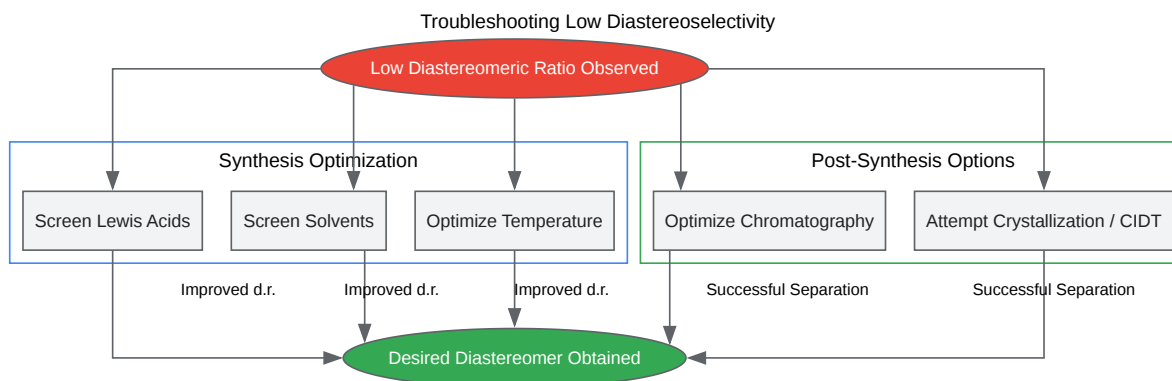 Troubleshooting Low Diastereoselectivity
Low Diastereomeric Ratio Observed
Synthesis Optimization
Post-Synthesis Options
Screen Lewis Acids
Screen Solvents
Optimize Temperature
Optimize Chromatography
Attempt Crystallization / CIDT
Improved d.r.
Improved d.r.
Improved d.r.
Successful Separation
Successful Separation
Desired Diastereomer Obtained